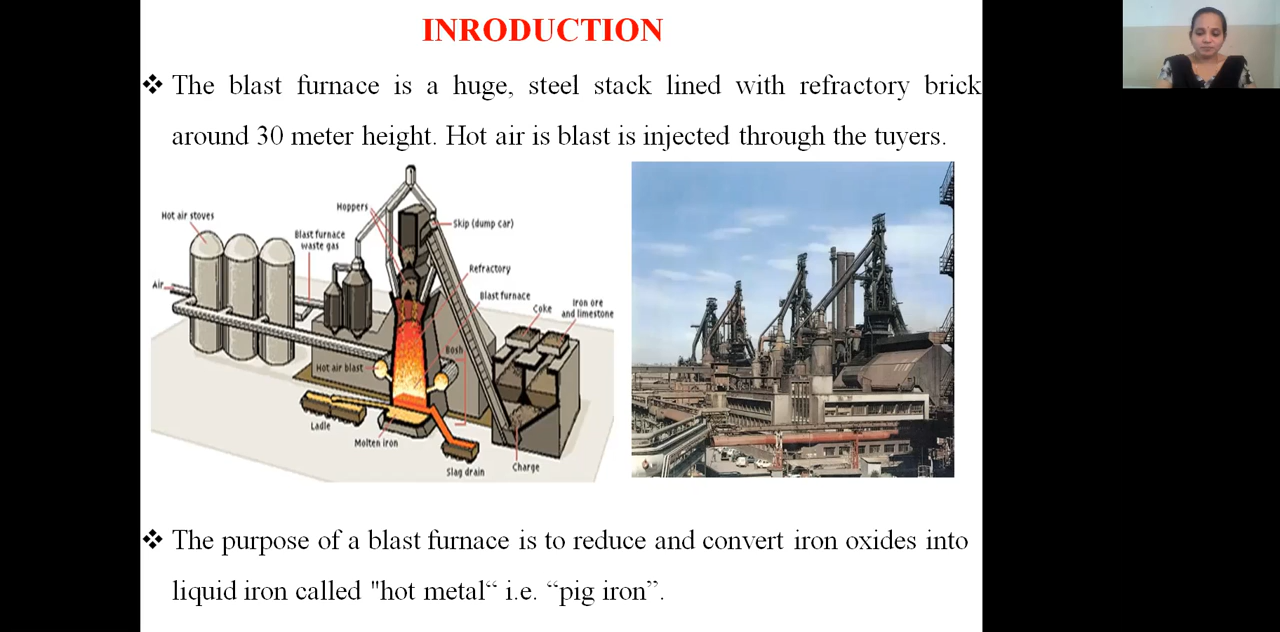 INRODUCTION
❖ The blast furnace is a huge, steel stack lined with refractory brick
around 30 meter height. Hot air is blast is injected through the tuyers.
Hot air stoves
Hoppers
Skip (dump car)
Blast furnace
waste gas
Refractory
Air
Blast furnace
Coke
Iron ore
and limestone
Bosh
Hot air blast
Ladle
Molten iron
Slag drain
Charge
❖ The purpose of a blast furnace is to reduce and convert iron oxides into
liquid iron called "hot metal“ i.e. “pig iron”.